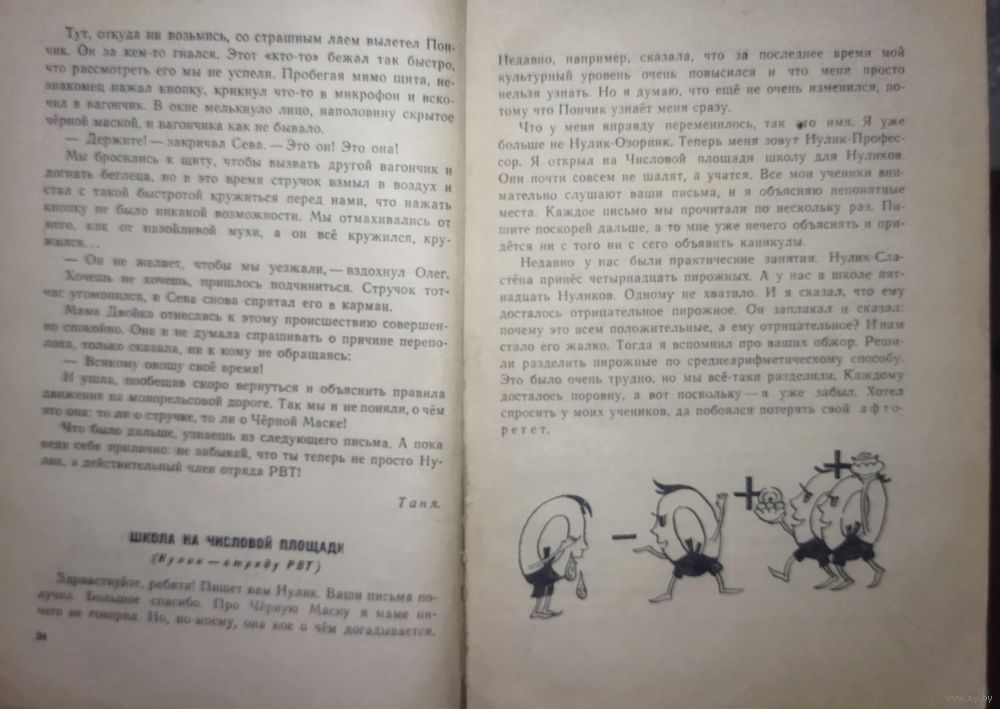 Тут, откуда ни возьмись, со страшным лаем вылетел Пон-
чик. Он за кем-то гнался. Этот «кто-то» бежал так быстро,
что рассмотреть его мы не успели. Пробегая мимо щита, не-
знакомец нажал кнопку, крикнул что-то в микрофон и вско-
чил в вагончик. В окне мелькнуло лицо, наполовину скрытое
чёрной маской, и вагончика как не бывало.
— Держите! — закричал Сева. — Это он! Это она!
Мы бросились к щиту, чтобы вызвать другой вагончик и
догнать беглеца, но в это время стручок взмыл в воздух и
стал с такой быстротой кружиться перед нами, что нажать
кнопку не было никакой возможности. Мы отмахивались от
него, как от назойливой мухи, а он всё кружился, кру-
жился...
— Он не желает, чтобы мы уезжали, — вздохнул Олег.
Хочешь не хочешь, пришлось подчиниться. Стручок тот-
час угомонился, и Сева снова спрятал его в карман.
Мама Двойка отнеслась к этому происшествию совершен-
но спокойно. Она и не думала спрашивать о причине перепо-
лоха, только сказала, ни к кому не обращаясь:
— Всякому овощу своё время!
И ушла, пообещав скоро вернуться и объяснить правила
движения на монорельсовой дороге. Так мы и не поняли, о чём
это она: то ли о стручке, то ли о Чёрной Маске!
Что было дальше, узнаешь из следующего письма. А пока
веди себя прилично: не забывай, что ты теперь не просто Ну-
лик, а действительный член отряда РВТ!
Таня.
ШКОЛА НА ЧИСЛОВОЙ ПЛОЩАДИ
(Нулик — отряду РВТ)
Здравствуйте, ребята! Пишет вам Нулик. Ваши письма по-
лучил. Большое спасибо. Про Чёрную Маску я маме ни-
чего не говорил. Но, по-моему, она кое о чём догадывается.
24
Недавно, например, сказала, что за последнее время мой
культурный уровень очень повысился и что меня просто
нельзя узнать. Но я думаю, что ещё не очень изменился, по-
тому что Пончик узнаёт меня сразу.
Что у меня вправду переменилось, так это имя. Я уже
больше не Нулик-Озорник. Теперь меня зовут Нулик-Профес-
сор. Я открыл на Числовой площади школу для Нуликов.
Они почти совсем не шалят, а учатся. Все мои ученики вни-
мательно слушают ваши письма, и я объясняю непонятные
места. Каждое письмо мы прочитали по нескольку раз. Пи-
шите поскорей дальше, а то мне уже нечего объяснять и при-
дётся ни с того ни с сего объявить каникулы.
Недавно у нас были практические занятия. Нулик-Сла-
стёна принёс четырнадцать пирожных. А у нас в школе пят-
надцать Нуликов. Одному не хватило. И я сказал, что ему
досталось отрицательное пирожное. Он заплакал и сказал:
почему это всем положительные, а ему отрицательное? И нам
стало его жалко. Тогда я вспомнил про ваших обжор. Реши-
ли разделить пирожные по среднеарифметическому способу.
Это было очень трудно, но мы всё-таки разделили. Каждому
досталось поровну, а вот поскольку — я уже забыл. Хотел
спросить у моих учеников, да побоялся потерять свой афто-
ретет.
− + +
www.ay.by